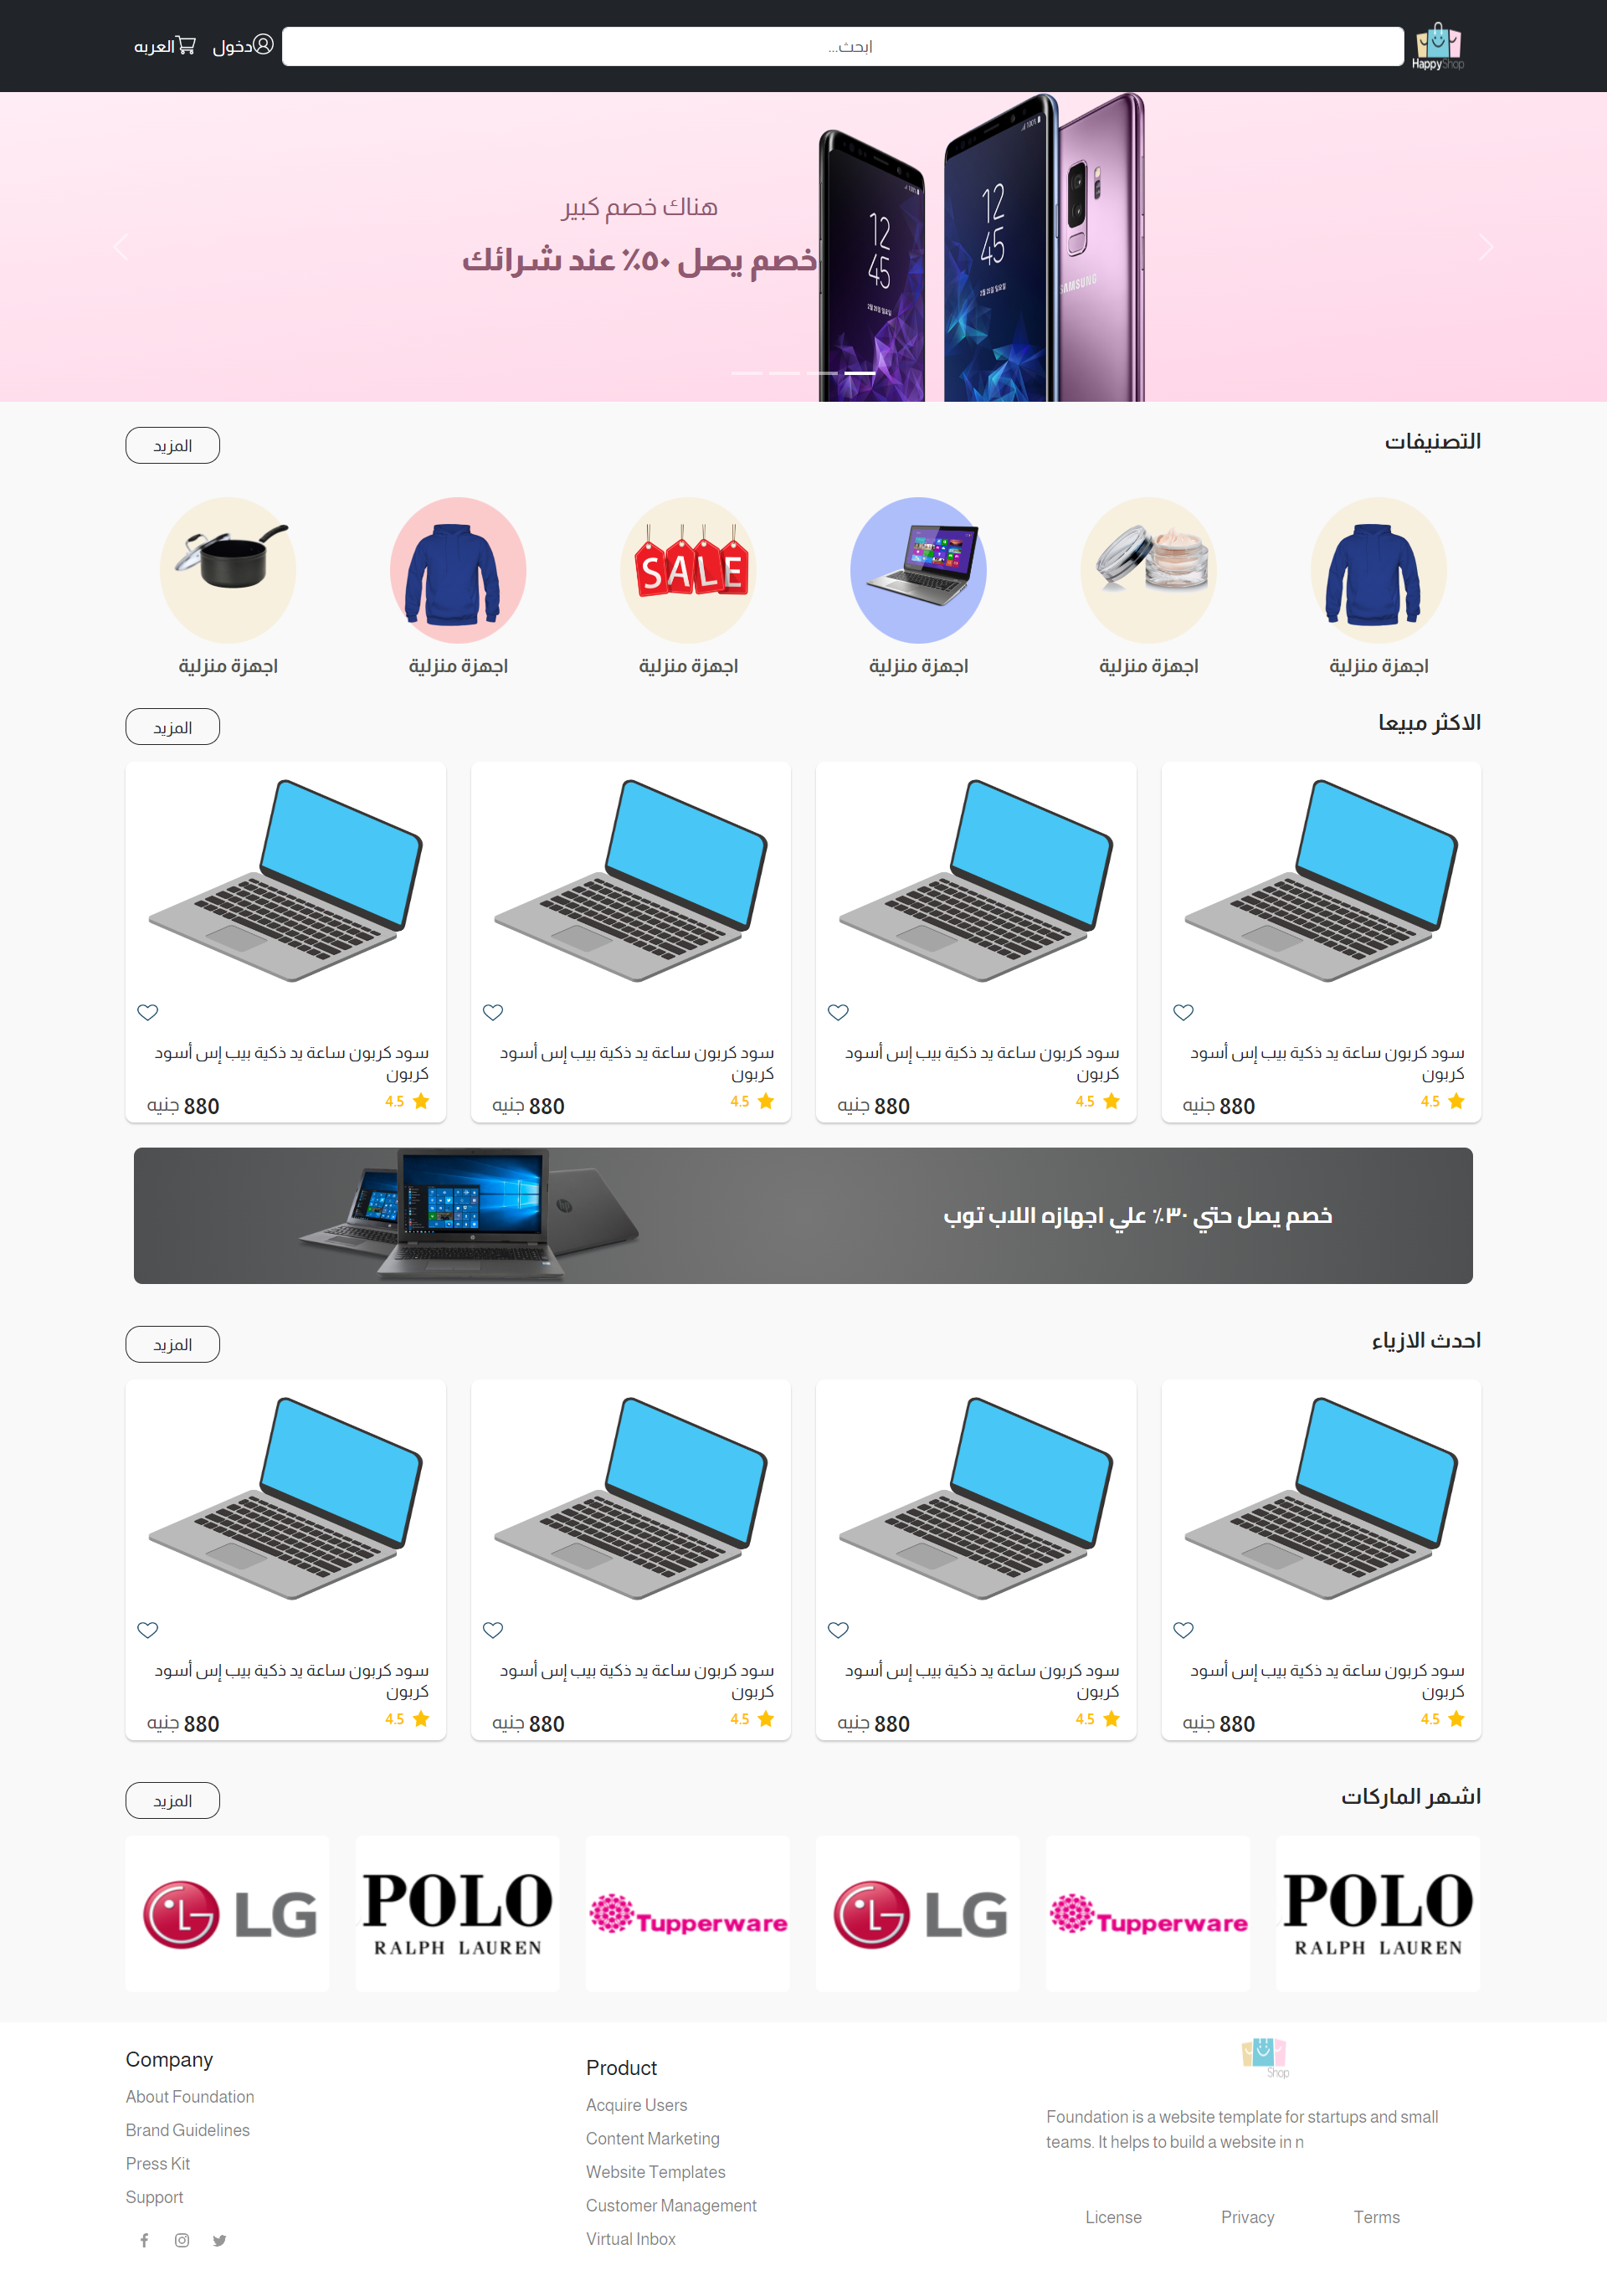 HappyShop
ابحث...
دخول
العربه
هناك خصم كبير
خصم يصل ٥٠٪ عند شرائك
12
45
12
45
SAMSUNG
التصنيفات
المزيد
SALE
اجهزة منزلية
اجهزة منزلية
اجهزة منزلية
اجهزة منزلية
اجهزة منزلية
اجهزة منزلية
الاكثر مبيعا
المزيد
سود كربون ساعة يد ذكية بيب إس أسود
كربون
4.5
880 جنيه
سود كربون ساعة يد ذكية بيب إس أسود
كربون
4.5
880 جنيه
سود كربون ساعة يد ذكية بيب إس أسود
كربون
4.5
880 جنيه
سود كربون ساعة يد ذكية بيب إس أسود
كربون
4.5
880 جنيه
خصم يصل حتي ٣٠٪ علي اجهازه اللاب توب
احدث الازياء
المزيد
سود كربون ساعة يد ذكية بيب إس أسود
كربون
4.5
880 جنيه
سود كربون ساعة يد ذكية بيب إس أسود
كربون
4.5
880 جنيه
سود كربون ساعة يد ذكية بيب إس أسود
كربون
4.5
880 جنيه
سود كربون ساعة يد ذكية بيب إس أسود
كربون
4.5
880 جنيه
اشهر الماركات
المزيد
POLO
RALPH LAUREN
Tupperware
LG
Tupperware
POLO
RALPH LAUREN
LG
Shop
Foundation is a website template for startups and small
teams. It helps to build a website in n
License
Privacy
Terms
Product
Acquire Users
Content Marketing
Website Templates
Customer Management
Virtual Inbox
Company
About Foundation
Brand Guidelines
Press Kit
Support